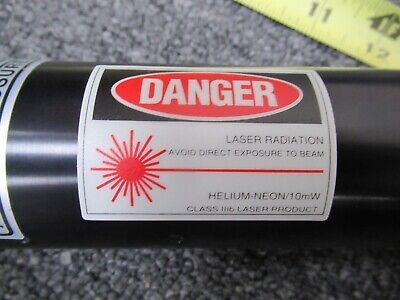 DANGER
LASER RADIATION
AVOID DIRECT EXPOSURE TO BEAM
HELIUM-NEON/10mW
CLASS IIIb LASER PRODUCT
11
12